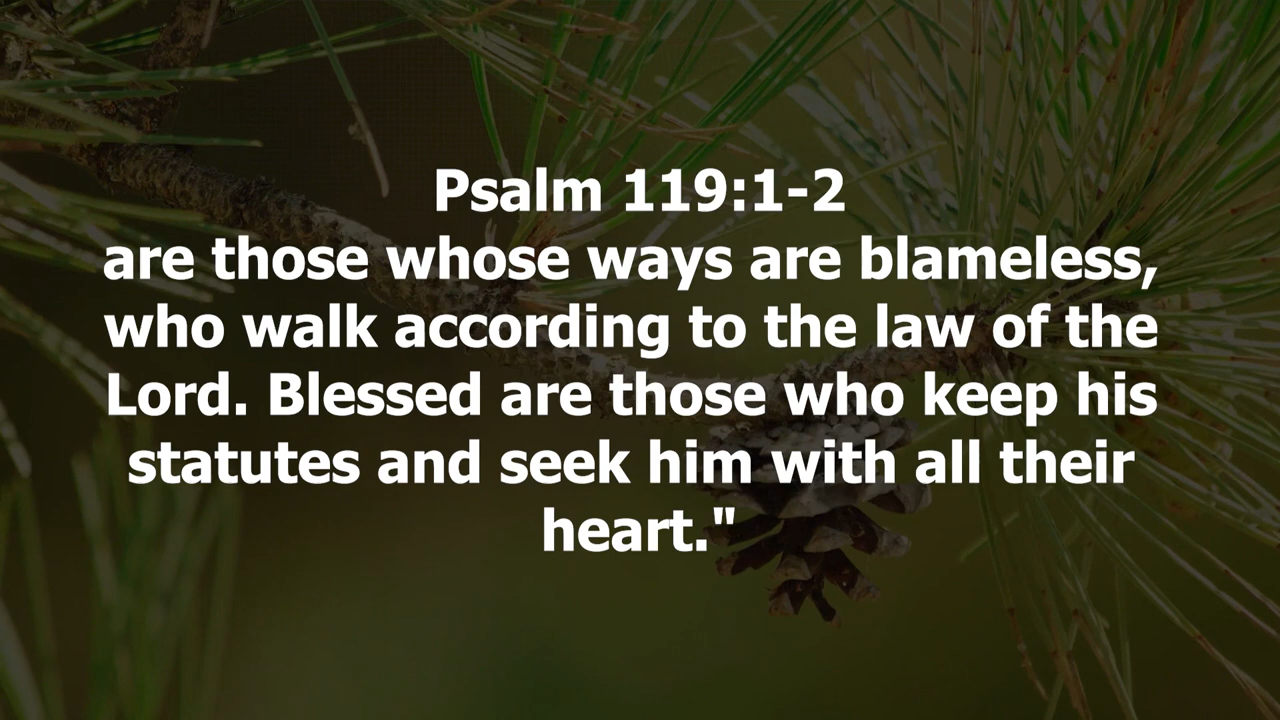 Psalm 119:1-2
are those whose ways are blameless,
who walk according to the law of the
Lord. Blessed are those who keep his
statutes and seek him with all their
heart."